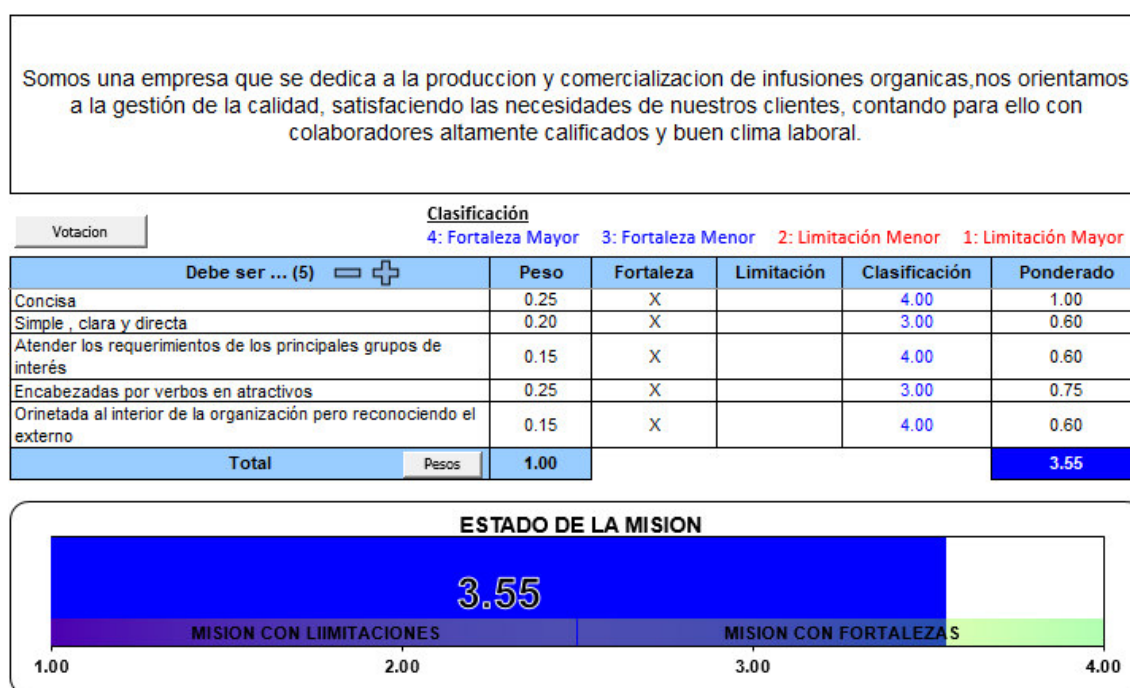 Somos una empresa que se dedica a la produccion y comercializacion de infusiones organicas,nos orientamos
a la gestión de la calidad, satisfaciendo las necesidades de nuestros clientes, contando para ello con
colaboradores altamente calificados y buen clima laboral.
Votacion
Clasificación
4: Fortaleza Mayor 3: Fortaleza Menor 2: Limitación Menor 1: Limitación Mayor
Debe ser ... (5) Peso Fortaleza Limitación Clasificación Ponderado
Concisa 0.25 X 4.00 1.00
Simple , clara y directa 0.20 X 3.00 0.60
Atender los requerimientos de los principales grupos de
interés 0.15 X 4.00 0.60
Encabezadas por verbos en atractivos 0.25 X 3.00 0.75
Orinetada al interior de la organización pero reconociendo el
externo 0.15 X 4.00 0.60
Total Pesos 1.00 3.55
ESTADO DE LA MISION
3.55
MISION CON LIIMITACIONES MISION CON FORTALEZAS
1.00 2.00 3.00 4.00